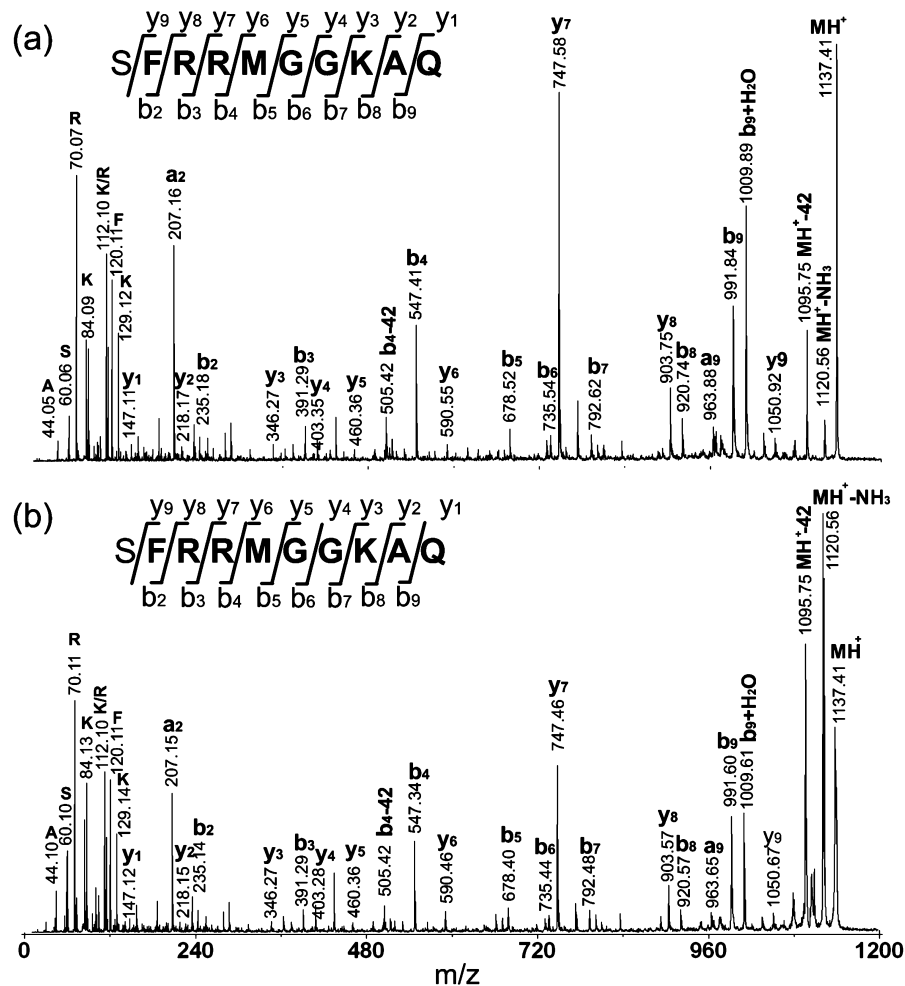 (a)
y9 y8 y7 y6 y5 y4 y3 y2 y1
SFRRMGGKAQ
b2 b3 b4 b5 b6 b7 b8 b9
A 44.05
S 60.06
R 70.07
K 84.09
112.10 K/R
120.11 F
K 129.12
y1 147.11
a2 207.16
y2 218.17
b2 235.18
y3 346.27
b3 391.29
y4 403.35
y5 460.36
505.42 b4-42
b4 547.41
y6 590.55
b5 678.52
b6 735.54
y7 747.58
b7 792.62
y8 903.75
b8 920.74
a9 963.88
b9 991.84
1009.89 b9+H2O
y9 1050.92
1095.75 MH+-42
1120.56 MH+-NH3
MH+ 1137.41
(b)
y9 y8 y7 y6 y5 y4 y3 y2 y1
SFRRMGGKAQ
b2 b3 b4 b5 b6 b7 b8 b9
A 44.10
S 60.10
R 70.11
K 84.13
112.10 K/R
120.11 F
K 129.14
y1 147.12
a2 207.15
y2 218.15
b2 235.14
y3 346.27
b3 391.29
y4 403.28
y5 460.36
505.42 b4-42
b4 547.34
y6 590.46
b5 678.40
b6 735.44
y7 747.46
b7 792.48
y8 903.57
b8 920.57
a9 963.65
b9 991.60
1009.61 b9+H2O
y9 1050.67
1095.75 MH+-42
MH+-NH3 1120.56
MH+ 1137.41
0 240 480 720 960 1200
m/z